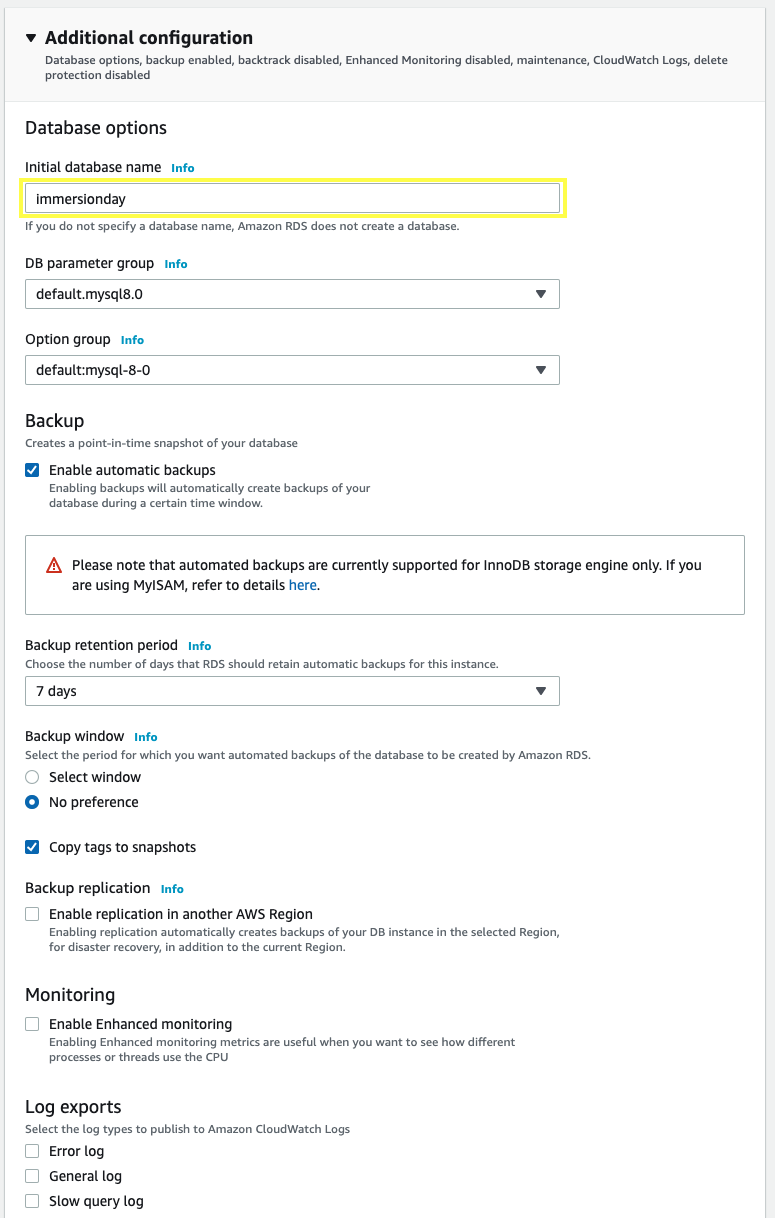 Additional configuration
Database options, backup enabled, backtrack disabled, Enhanced Monitoring disabled, maintenance, CloudWatch Logs, delete
protection disabled
Database options
Initial database name Info
immersionday
If you do not specify a database name, Amazon RDS does not create a database.
DB parameter group Info
default.mysql8.0
Option group Info
default:mysql-8-0
Backup
Creates a point-in-time snapshot of your database
Enable automatic backups
Enabling backups will automatically create backups of your
database during a certain time window.
Please note that automated backups are currently supported for InnoDB storage engine only. If you
are using MyISAM, refer to details here.
Backup retention period Info
Choose the number of days that RDS should retain automatic backups for this instance.
7 days
Backup window Info
Select the period for which you want automated backups of the database to be created by Amazon RDS.
Select window
No preference
Copy tags to snapshots
Backup replication Info
Enable replication in another AWS Region
Enabling replication automatically creates backups of your DB instance in the selected Region,
for disaster recovery, in addition to the current Region.
Monitoring
Enable Enhanced monitoring
Enabling Enhanced monitoring metrics are useful when you want to see how different
processes or threads use the CPU
Log exports
Select the log types to publish to Amazon CloudWatch Logs
Error log
General log
Slow query log